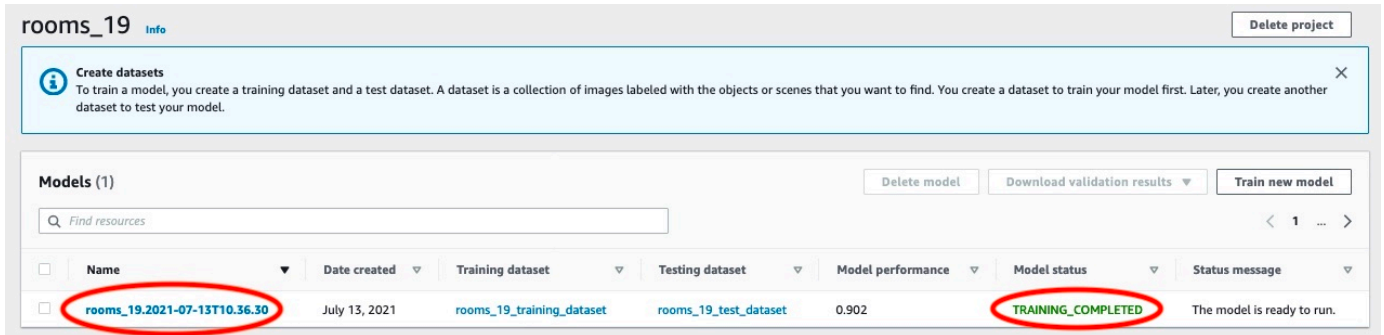 rooms_19 Info
Delete project
Create datasets
To train a model, you create a training dataset and a test dataset. A dataset is a collection of images labeled with the objects or scenes that you want to find. You create a dataset to train your model first. Later, you create another
dataset to test your model.
Models (1)
Delete model
Download validation results
Train new model
Find resources
1 ...
Name Date created Training dataset Testing dataset Model performance Model status Status message
rooms_19.2021-07-13T10.36.30 July 13, 2021 rooms_19_training_dataset rooms_19_test_dataset 0.902 TRAINING_COMPLETED The model is ready to run.